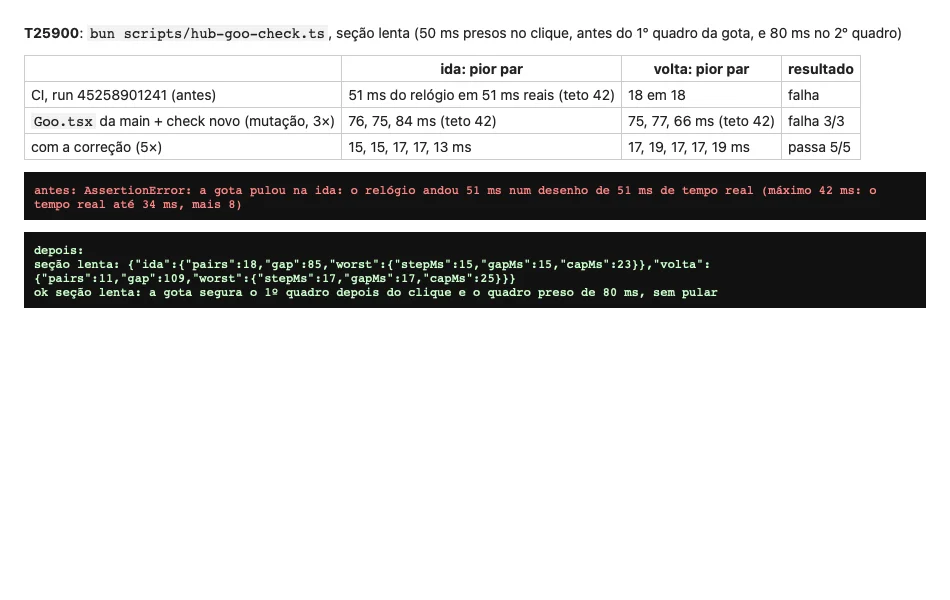 T25900: bun scripts/hub-goo-check.ts, seção lenta (50 ms presos no clique, antes do 1º quadro da gota, e 80 ms no 2º quadro)
ida: pior par volta: pior par resultado
CI, run 45258901241 (antes) 51 ms do relógio em 51 ms reais (teto 42) 18 em 18 falha
Goo.tsx da main + check novo (mutação, 3×) 76, 75, 84 ms (teto 42) 75, 77, 66 ms (teto 42) falha 3/3
com a correção (5×) 15, 15, 17, 17, 13 ms 17, 19, 17, 17, 19 ms passa 5/5
antes: AssertionError: a gota pulou na ida: o relógio andou 51 ms num desenho de 51 ms de tempo real (máximo 42 ms: o
tempo real até 34 ms, mais 8)
depois:
seção lenta: {"ida":{"pairs":18,"gap":85,"worst":{"stepMs":15,"gapMs":15,"capMs":23}},"volta":
{"pairs":11,"gap":109,"worst":{"stepMs":17,"gapMs":17,"capMs":25}}}
ok seção lenta: a gota segura o 1º quadro depois do clique e o quadro preso de 80 ms, sem pular